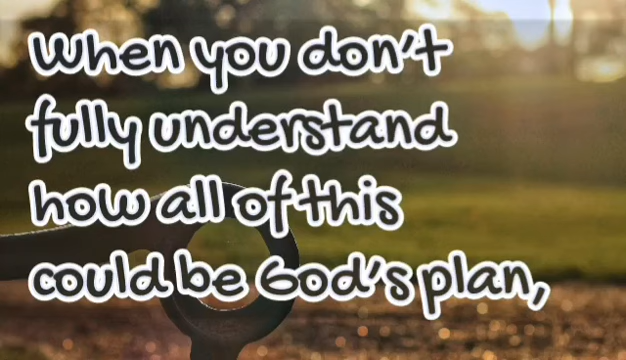 When you don't
fully understand
how all of this
could be God's plan,